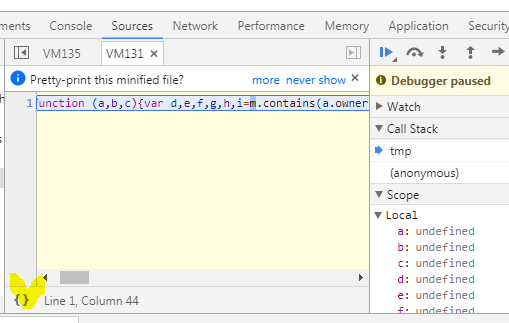 ments Console Sources Network Performance Memory Application Security
VM135 VM131 ×
Pretty-print this minified file? more never show ×
Debugger paused
1 unction (a,b,c){var d,e,f,g,h,i=m.contains(a.owner
Watch
Call Stack
tmp
(anonymous)
Scope
Local
a: undefined
b: undefined
c: undefined
d: undefined
e: undefined
f: undefined
{} Line 1, Column 44